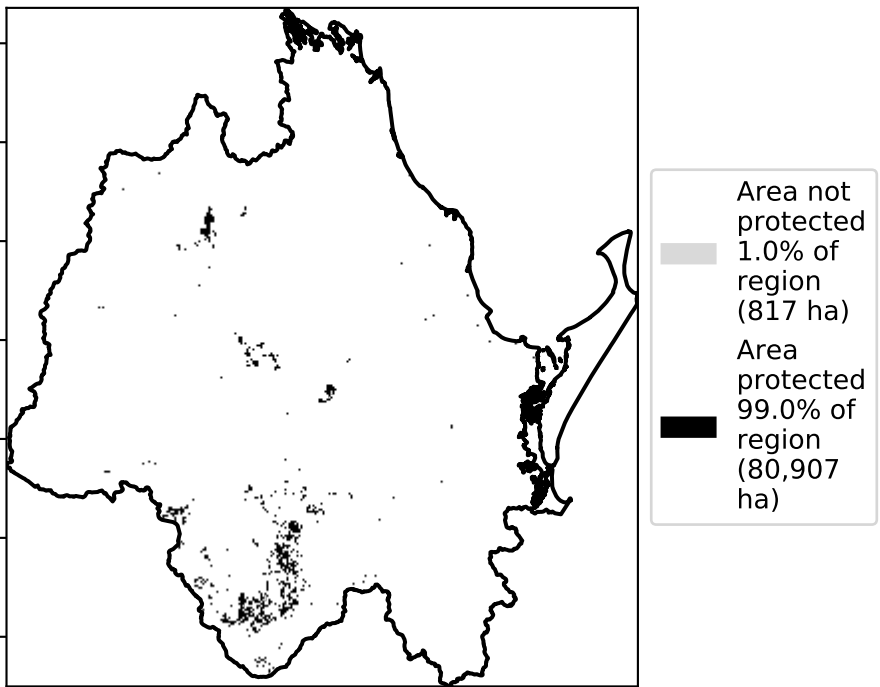 Area not
protected
1.0% of
region
(817 ha)
Area
protected
99.0% of
region
(80,907
ha)